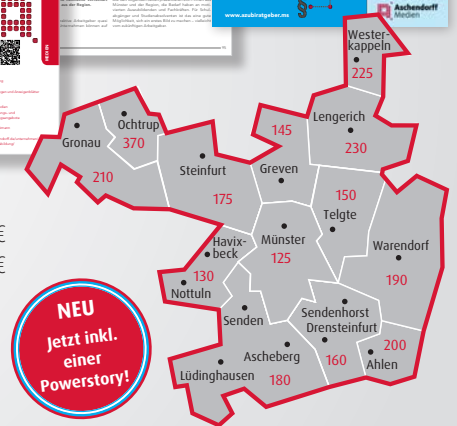 www.azubiratgeber.ms
Aschendorff
Medien
MEDIEN
Wester-
kappeln
225
Lengerich
230
145
Ochtrup
370
Gronau
210
Steinfurt
175
Greven
150
Telgte
Münster
125
Warendorf
190
Havix-
beck
130
Nottuln
Senden
Sendenhorst
Drensteinfurt
160
200
Ahlen
Ascheberg
180
Lüdinghausen
€
€
NEU
Jetzt inkl.
einer
Powerstory!